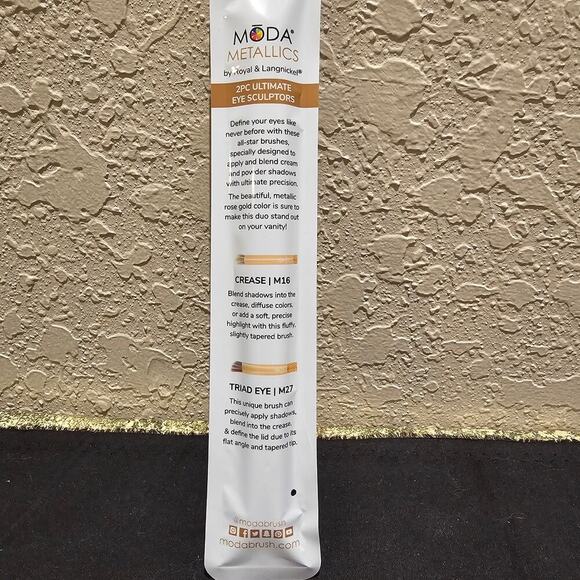 MŌDA®
METALLICS
by Royal & Langnickel®
2PC ULTIMATE
EYE SCULPTORS
Define your eyes like
never before with these
all-star brushes,
specially designed to
apply and blend cream
and powder shadows
with ultimate precision.
The beautiful, metallic
rose gold color is sure to
make this duo stand out
on your vanity!
CREASE | M16
Blend shadows into the
crease, diffuse colors,
or add a soft, precise
highlight with this fluffy,
slightly tapered brush.
TRIAD EYE | M27
This unique brush can
precisely apply shadows,
blend into the crease,
& define the lid due to its
flat angle and tapered tip.
@modabrush
modabrush.com